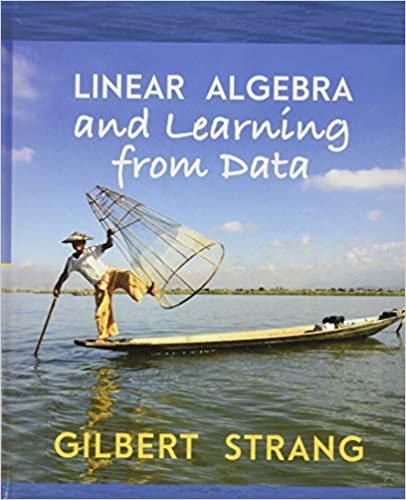 LINEAR ALGEBRA
and Learning
from Data
GILBERT STRANG